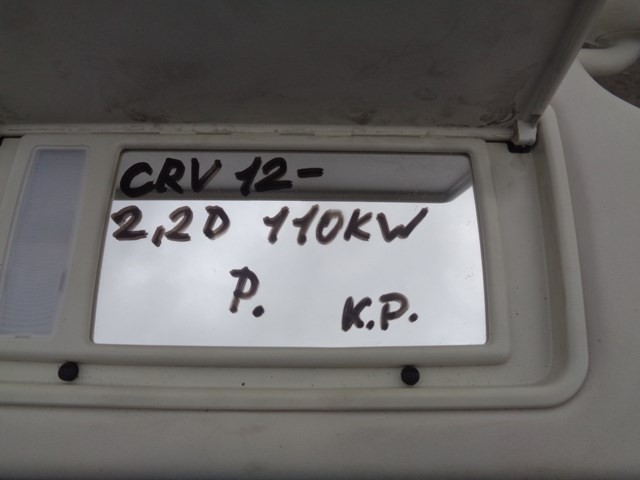 CRV 12-
2,2D 110KW
P. K.P.